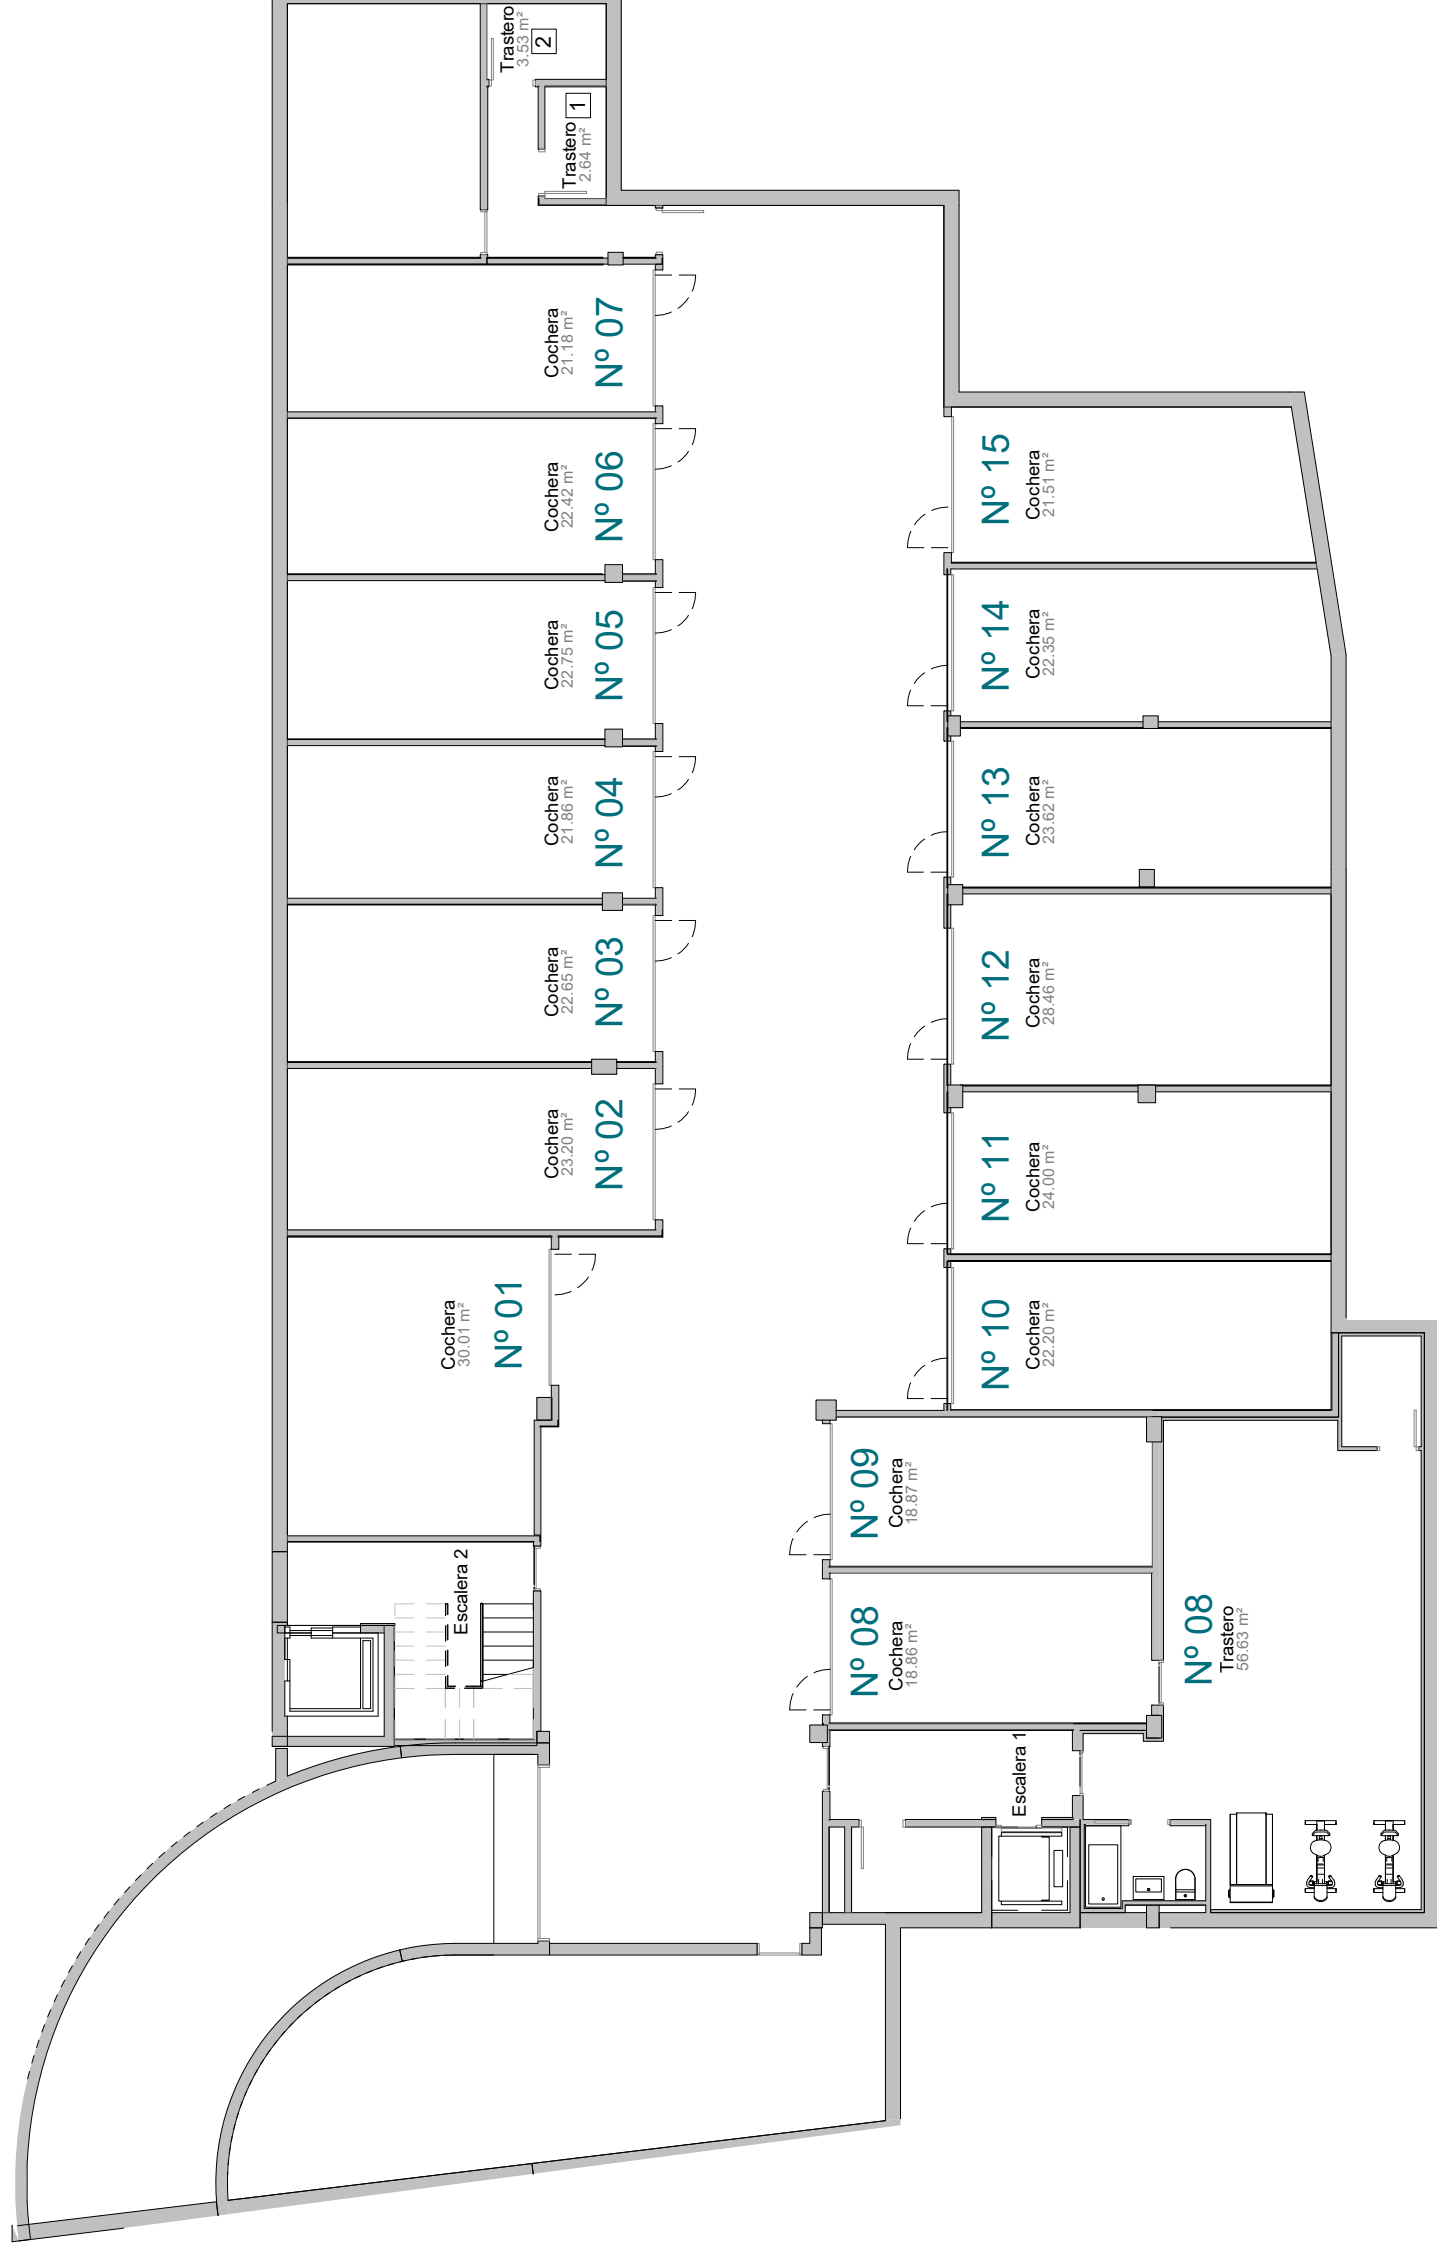 Trastero
3.53 m²
2
Trastero
2.64 m²
1
Cochera
21.18 m²
Nº 07
Cochera
22.42 m²
Nº 06
Cochera
22.75 m²
Nº 05
Cochera
21.86 m²
Nº 04
Cochera
22.65 m²
Nº 03
Cochera
23.20 m²
Nº 02
Cochera
30.01 m²
Nº 01
Escalera 2
Nº 15
Cochera
21.51 m²
Nº 14
Cochera
22.35 m²
Nº 13
Cochera
23.62 m²
Nº 12
Cochera
28.46 m²
Nº 11
Cochera
24.00 m²
Nº 10
Cochera
22.20 m²
Nº 09
Cochera
18.87 m²
Nº 08
Cochera
18.86 m²
Nº 08
Trastero
56.63 m²
Escalera 1